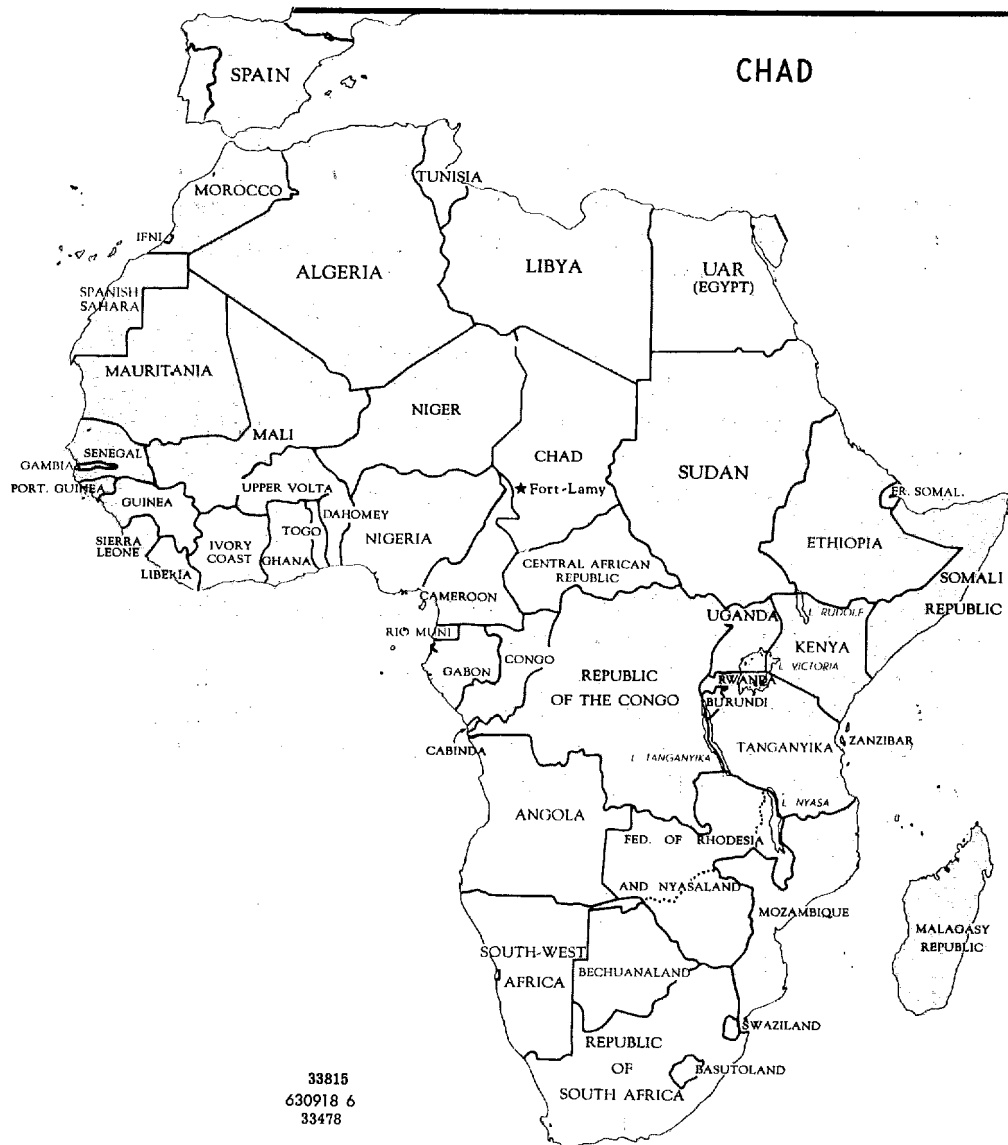 CHAD
SPAIN
MOROCCO
TUNISIA
IFNI
ALGERIA
LIBYA
UAR
(EGYPT)
SPANISH
SAHARA
MAURITANIA
MALI
NIGER
CHAD
SUDAN
SENEGAL
GAMBIA
PORT. GUINEA
GUINEA
UPPER VOLTA
★ Fort-Lamy
FR. SOMAL.
SIERRA
LEONE
LIBERIA
IVORY
COAST
GHANA
TOGO
DAHOMEY
NIGERIA
CENTRAL AFRICAN
REPUBLIC
ETHIOPIA
SOMALI
REPUBLIC
CAMEROON
RIO MUNI
GABON
CONGO
REPUBLIC
OF THE CONGO
UGANDA
L. RUDOLF
KENYA
L. VICTORIA
RWANDA
BURUNDI
CABINDA
L. TANGANYIKA
TANGANYIKA
ZANZIBAR
ANGOLA
L. NYASA
FED. OF RHODESIA
AND NYASALAND
MOZAMBIQUE
MALAGASY
REPUBLIC
SOUTH-WEST
AFRICA
BECHUANALAND
SWAZILAND
REPUBLIC
OF
SOUTH AFRICA
BASUTOLAND
33815
630918 6
33478